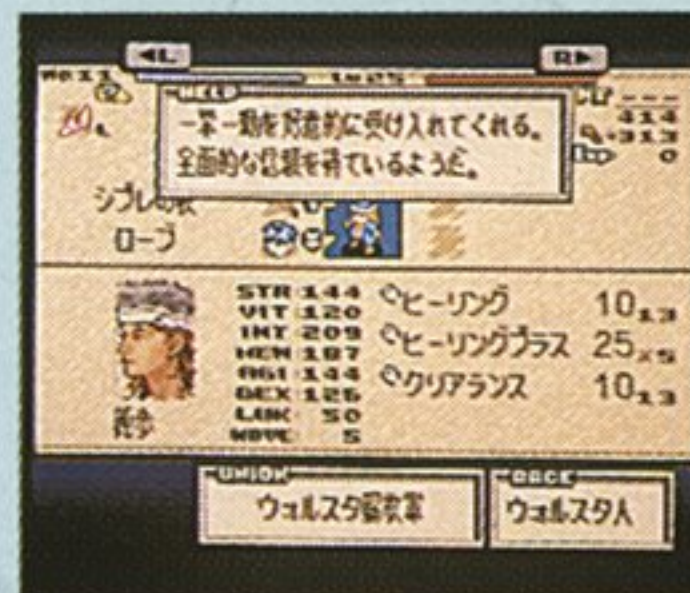 ◀L R▶
HELP
一挙一動を好意的に受け入れてくれる。
全面的な信頼を得ているようだ。
---
414
313
0
ローブ
STR 144
VIT 120
INT 209
MEN 187
AGI 144
DEX 126
LUK 50
MOVE 5
ヒーリング 10 13
ヒーリングプラス 25 x5
クリアランス 10 13
UNION
ウォルスタ解放軍
RACE
ウォルスタ人